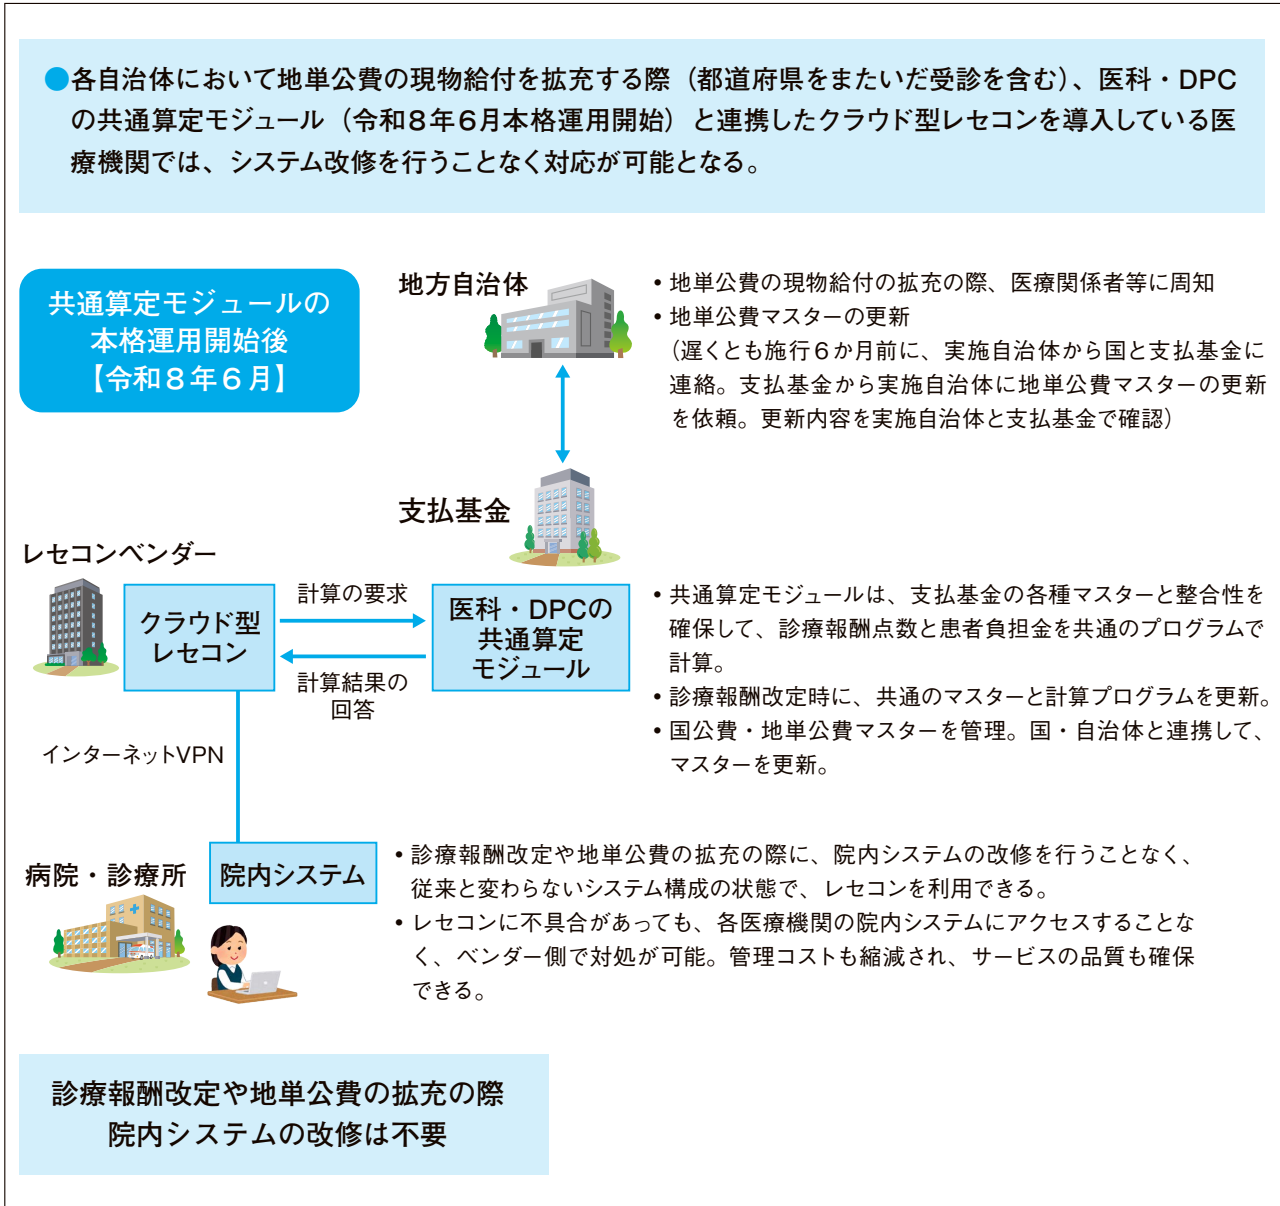 ●各自治体において地単公費の現物給付を拡充する際（都道府県をまたいだ受診を含む）、医科・DPC
の共通算定モジュール（令和８年６月本格運用開始）と連携したクラウド型レセコンを導入している医
療機関では、システム改修を行うことなく対応が可能となる。
共通算定モジュールの
本格運用開始後
【令和８年６月】
地方自治体
• 地単公費の現物給付の拡充の際、医療関係者等に周知
• 地単公費マスターの更新
（遅くとも施行６か月前に、実施自治体から国と支払基金に
連絡。支払基金から実施自治体に地単公費マスターの更新
を依頼。更新内容を実施自治体と支払基金で確認）
支払基金
レセコンベンダー
クラウド型
レセコン
計算の要求
計算結果の
回答
医科・DPCの
共通算定
モジュール
• 共通算定モジュールは、支払基金の各種マスターと整合性を
確保して、診療報酬点数と患者負担金を共通のプログラムで
計算。
• 診療報酬改定時に、共通のマスターと計算プログラムを更新。
• 国公費・地単公費マスターを管理。国・自治体と連携して、
マスターを更新。
インターネットVPN
病院・診療所
院内システム
• 診療報酬改定や地単公費の拡充の際に、院内システムの改修を行うことなく、
従来と変わらないシステム構成の状態で、レセコンを利用できる。
• レセコンに不具合があっても、各医療機関の院内システムにアクセスすることな
く、ベンダー側で対処が可能。管理コストも縮減され、サービスの品質も確保
できる。
診療報酬改定や地単公費の拡充の際
院内システムの改修は不要